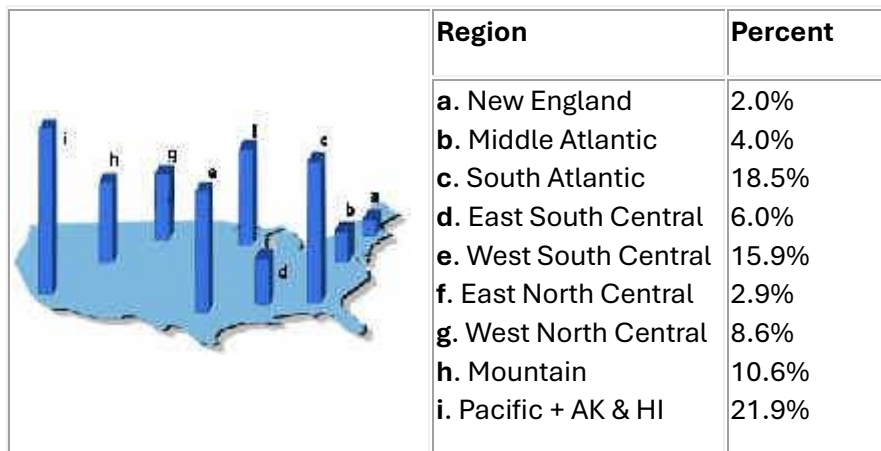 Region Percent
a. New England 2.0%
b. Middle Atlantic 4.0%
c. South Atlantic 18.5%
d. East South Central 6.0%
e. West South Central 15.9%
f. East North Central 2.9%
g. West North Central 8.6%
h. Mountain 10.6%
i. Pacific + AK & HI 21.9%
i
h
g
e
f
c
b
a
d